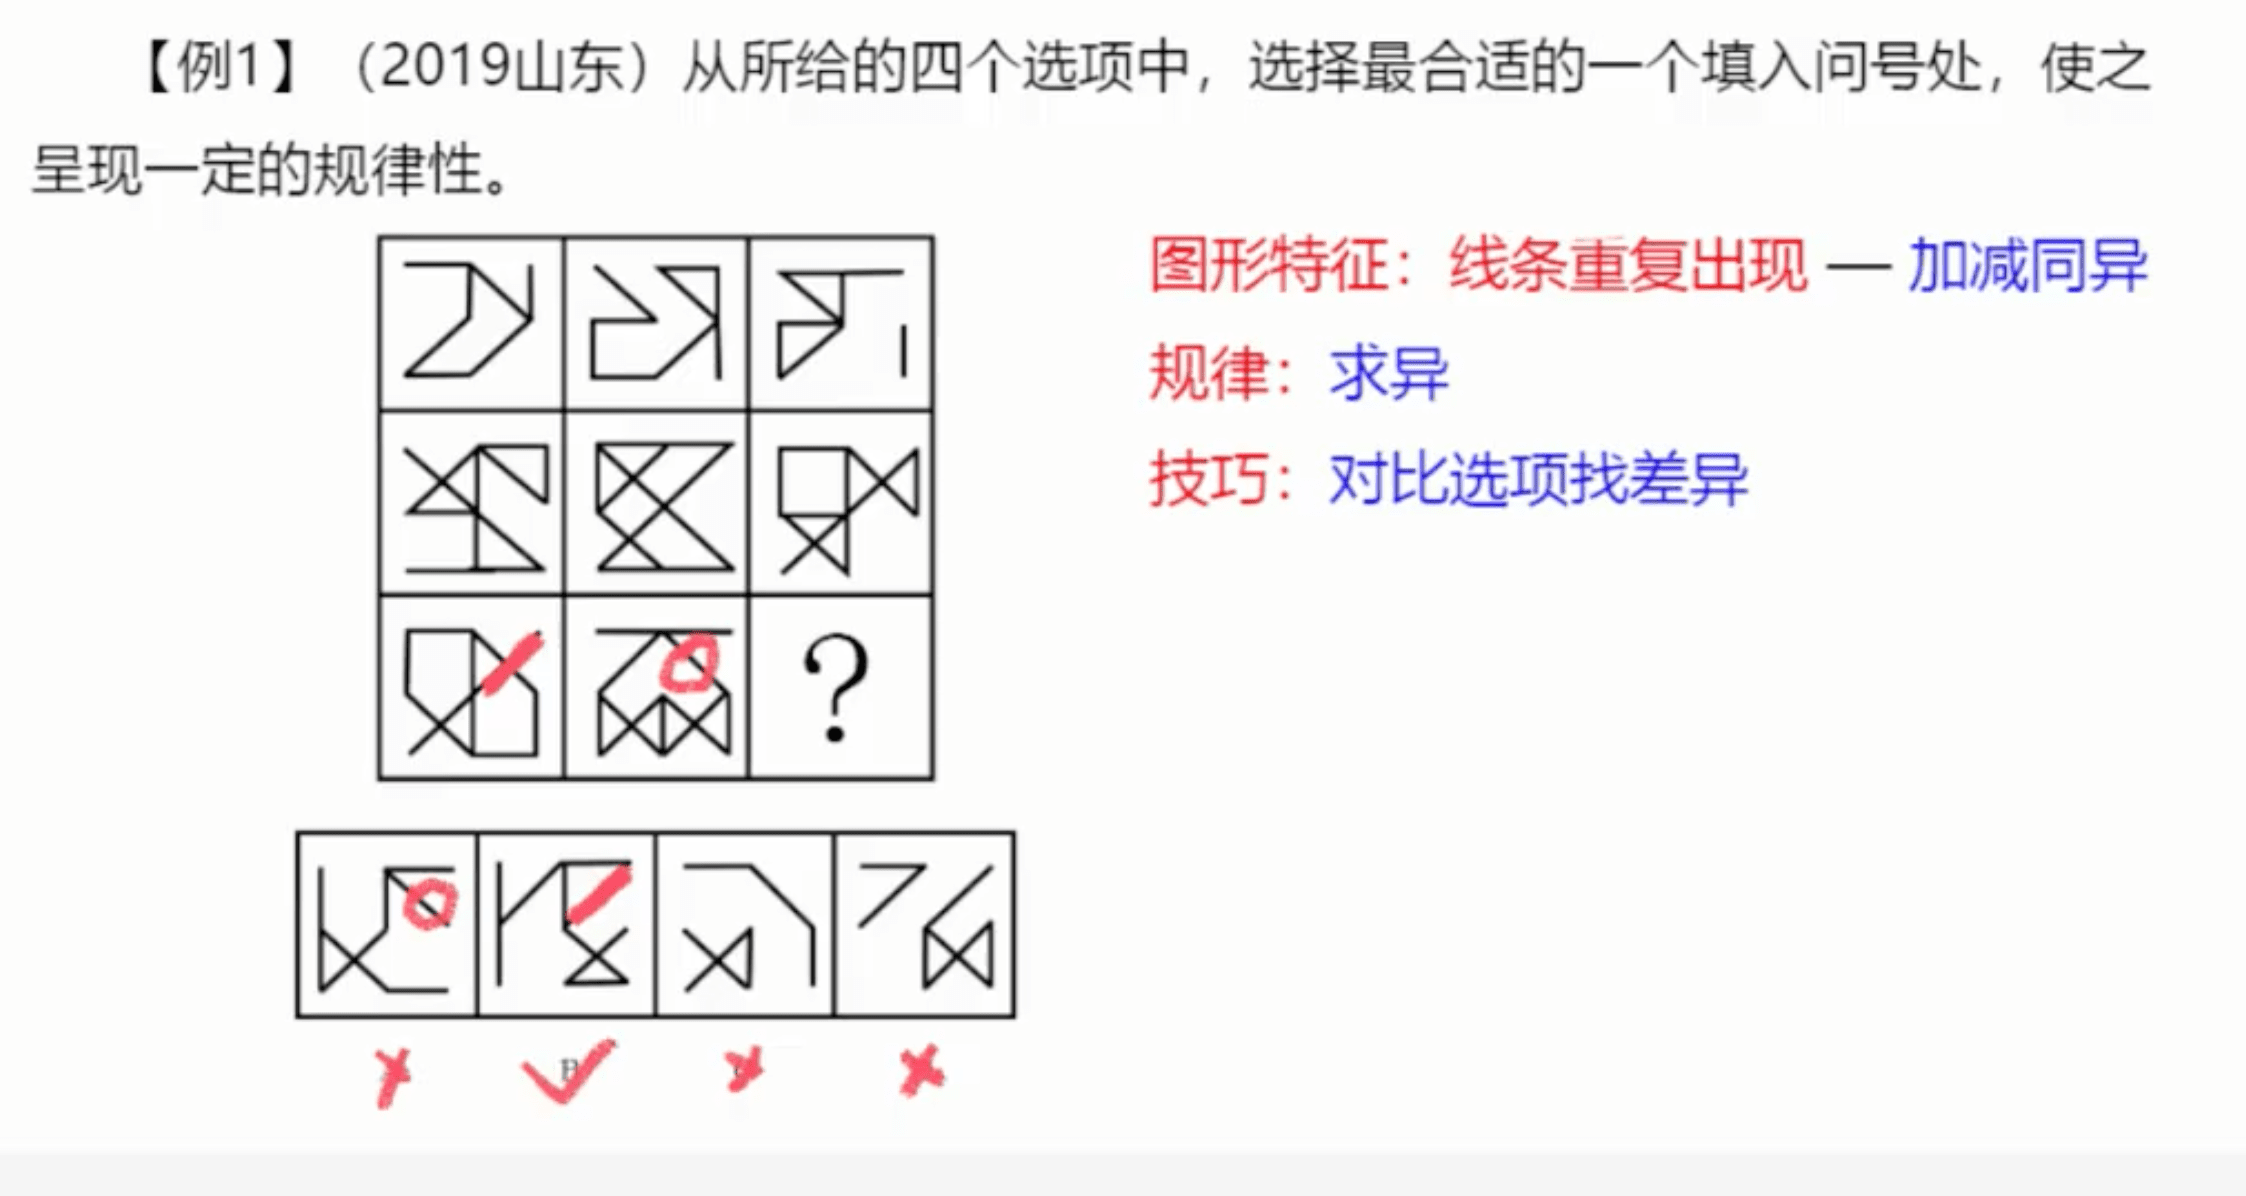 【例1】（2019山东）从所给的四个选项中，选择最合适的一个填入问号处，使之
呈现一定的规律性。
图形特征：线条重复出现 — 加减同异
规律：求异
技巧：对比选项找差异
?
B